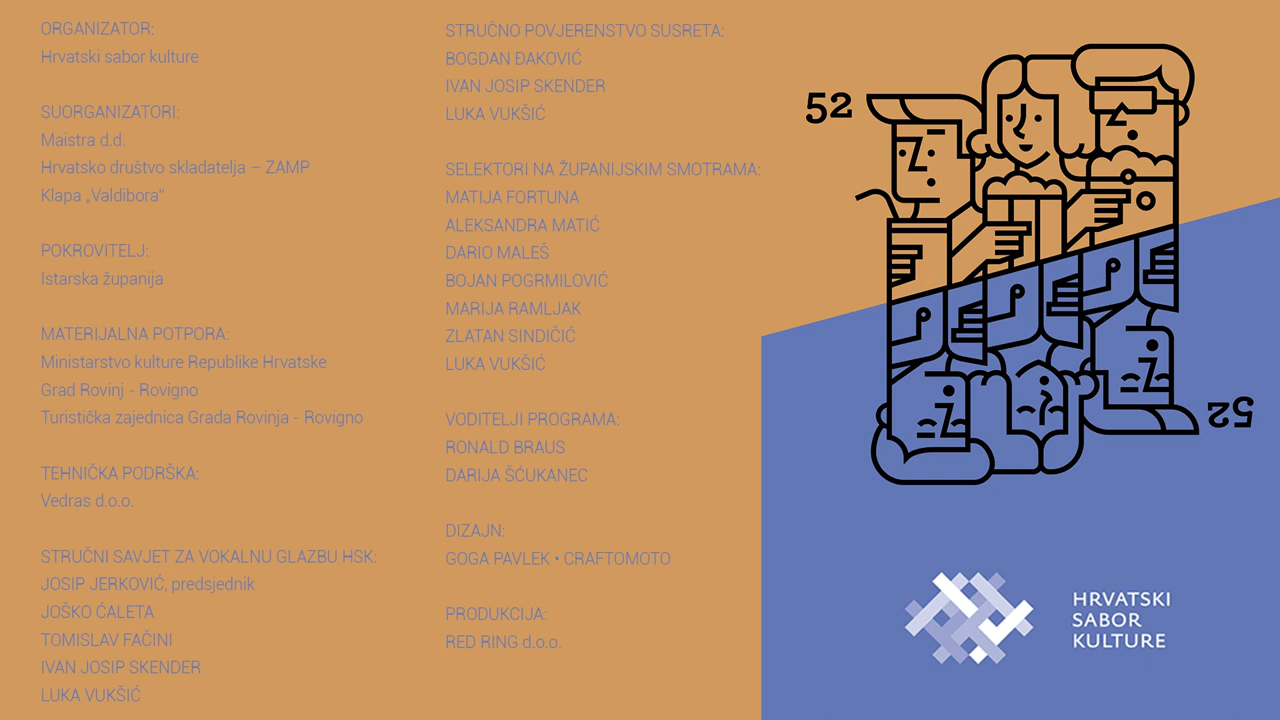 ORGANIZATOR:
Hrvatski sabor kulture
SUORGANIZATORI:
Maistra d.d.
Hrvatsko društvo skladatelja – ZAMP
Klapa „Valdibora"
POKROVITELJ:
Istarska županija
MATERIJALNA POTPORA:
Ministarstvo kulture Republike Hrvatske
Grad Rovinj - Rovigno
Turistička zajednica Grada Rovinja - Rovigno
TEHNIČKA PODRŠKA:
Vedras d.o.o.
STRUČNI SAVJET ZA VOKALNU GLAZBU HSK:
JOSIP JERKOVIĆ, predsjednik
JOŠKO ĆALETA
TOMISLAV FAČINI
IVAN JOSIP SKENDER
LUKA VUKŠIĆ
STRUČNO POVJERENSTVO SUSRETA:
BOGDAN ĐAKOVIĆ
IVAN JOSIP SKENDER
LUKA VUKŠIĆ
SELEKTORI NA ŽUPANIJSKIM SMOTRAMA:
MATIJA FORTUNA
ALEKSANDRA MATIĆ
DARIO MALEŠ
BOJAN POGRMILOVIĆ
MARIJA RAMLJAK
ZLATAN SINDIČIĆ
LUKA VUKŠIĆ
VODITELJI PROGRAMA:
RONALD BRAUS
DARIJA ŠĆUKANEC
DIZAJN:
GOGA PAVLEK • CRAFTOMOTO
PRODUKCIJA:
RED RING d.o.o.
52
52
HRVATSKI
SABOR
KULTURE